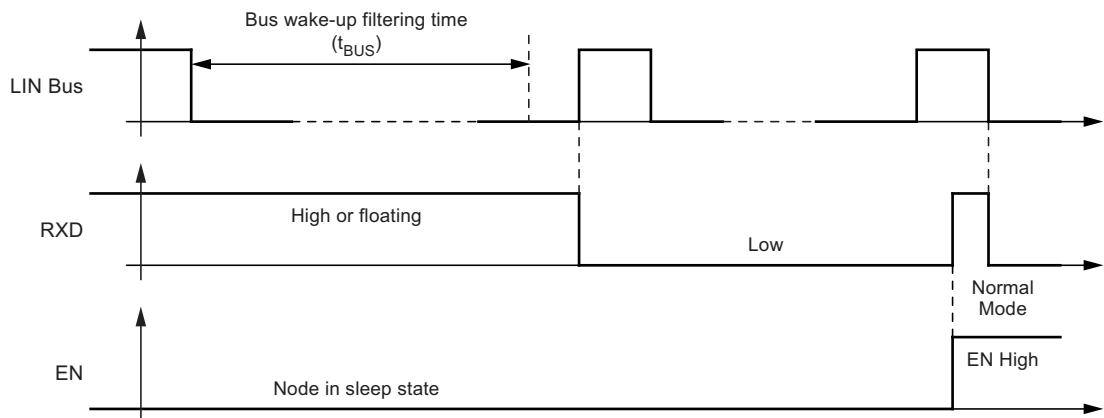 Bus wake-up filtering time
(tBUS)
LIN Bus
RXD
High or floating
Low
Normal
Mode
EN
Node in sleep state
EN High